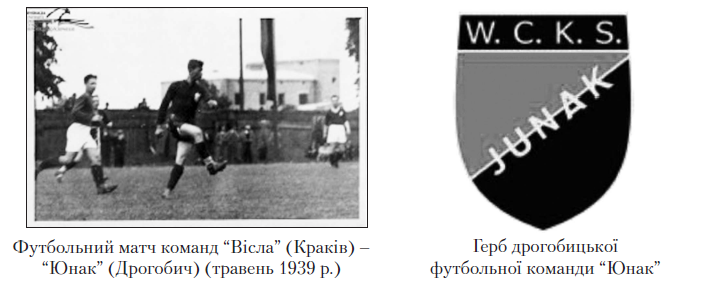 Футбольний матч команд “Вісла” (Краків) –
“Юнак” (Дрогобич) (травень 1939 р.)
W. C. K. S.
JUNAK
Герб дрогобицької
футбольної команди “Юнак”